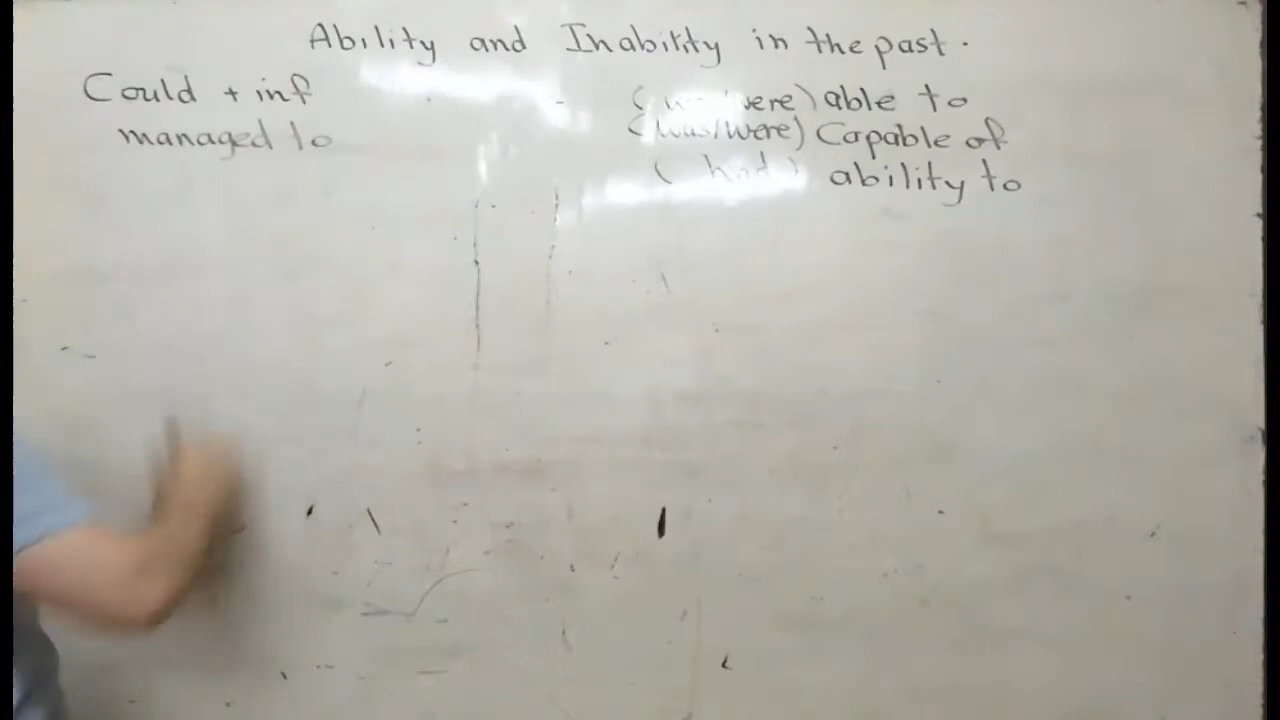 Ability and Inability in the past.
Could + inf
managed to
(were) able to
(was/were) Capable of
(had) ability to